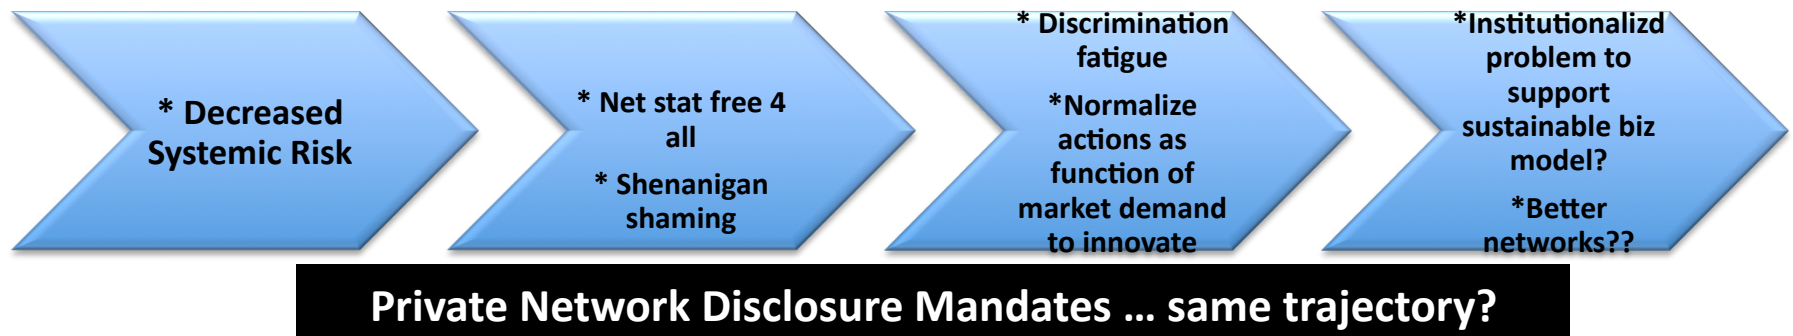 * Decreased
Systemic Risk
* Net stat free 4
all
* Shenanigan
shaming
* Discrimination
fatigue
*Normalize
actions as
function of
market demand
to innovate
*Institutionalizd
problem to
support
sustainable biz
model?
*Better
networks??
Private Network Disclosure Mandates … same trajectory?